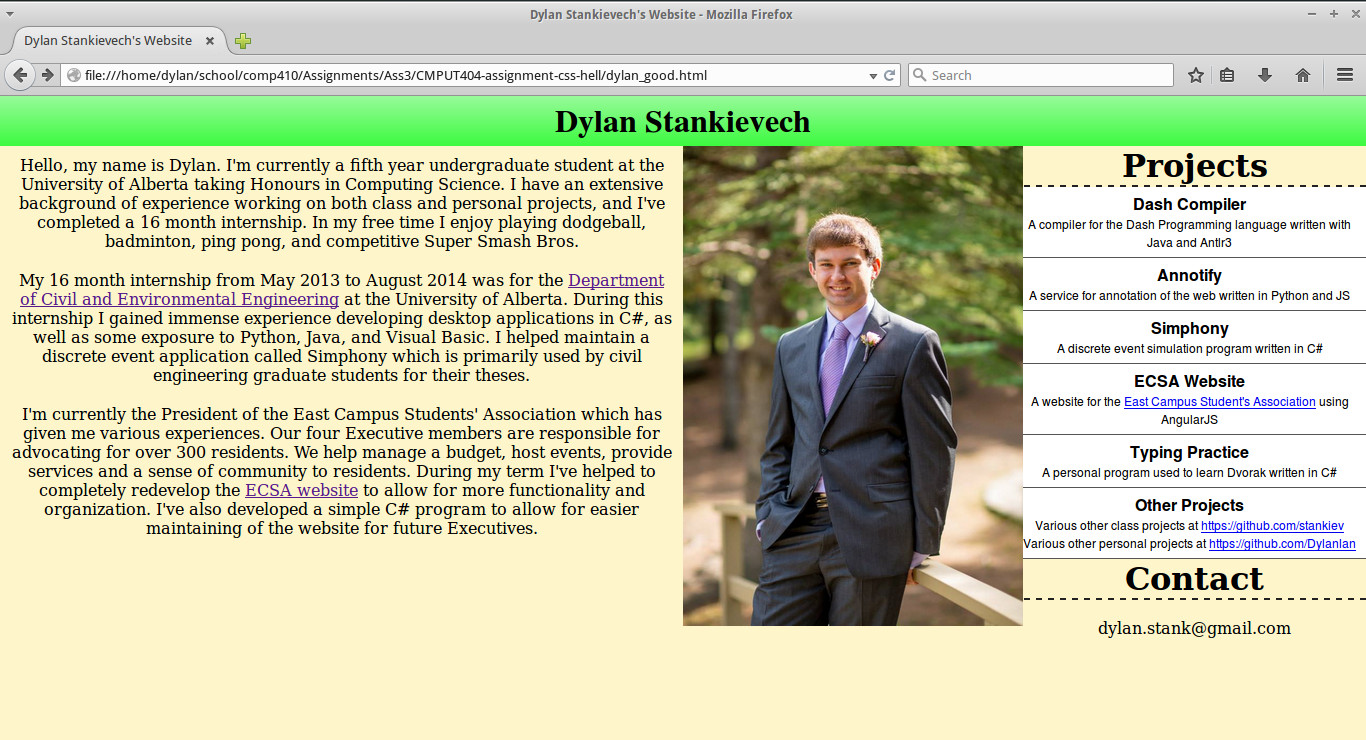 Dylan Stankievech's Website - Mozilla Firefox
Dylan Stankievech's Website
file:///home/dylan/school/comp410/Assignments/Ass3/CMPUT404-assignment-css-hell/dylan_good.html
Search
Dylan Stankievech
Hello, my name is Dylan. I'm currently a fifth year undergraduate student at the
University of Alberta taking Honours in Computing Science. I have an extensive
background of experience working on both class and personal projects, and I've
completed a 16 month internship. In my free time I enjoy playing dodgeball,
badminton, ping pong, and competitive Super Smash Bros.
My 16 month internship from May 2013 to August 2014 was for the Department
of Civil and Environmental Engineering at the University of Alberta. During this
internship I gained immense experience developing desktop applications in C#, as
well as some exposure to Python, Java, and Visual Basic. I helped maintain a
discrete event application called Simphony which is primarily used by civil
engineering graduate students for their theses.
I'm currently the President of the East Campus Students' Association which has
given me various experiences. Our four Executive members are responsible for
advocating for over 300 residents. We help manage a budget, host events, provide
services and a sense of community to residents. During my term I've helped to
completely redevelop the ECSA website to allow for more functionality and
organization. I've also developed a simple C# program to allow for easier
maintaining of the website for future Executives.
Projects
Dash Compiler
A compiler for the Dash Programming language written with
Java and Antlr3
Annotify
A service for annotation of the web written in Python and JS
Simphony
A discrete event simulation program written in C#
ECSA Website
A website for the East Campus Student's Association using
AngularJS
Typing Practice
A personal program used to learn Dvorak written in C#
Other Projects
Various other class projects at https://github.com/stankiev
Various other personal projects at https://github.com/Dylanlan
Contact
dylan.stank@gmail.com